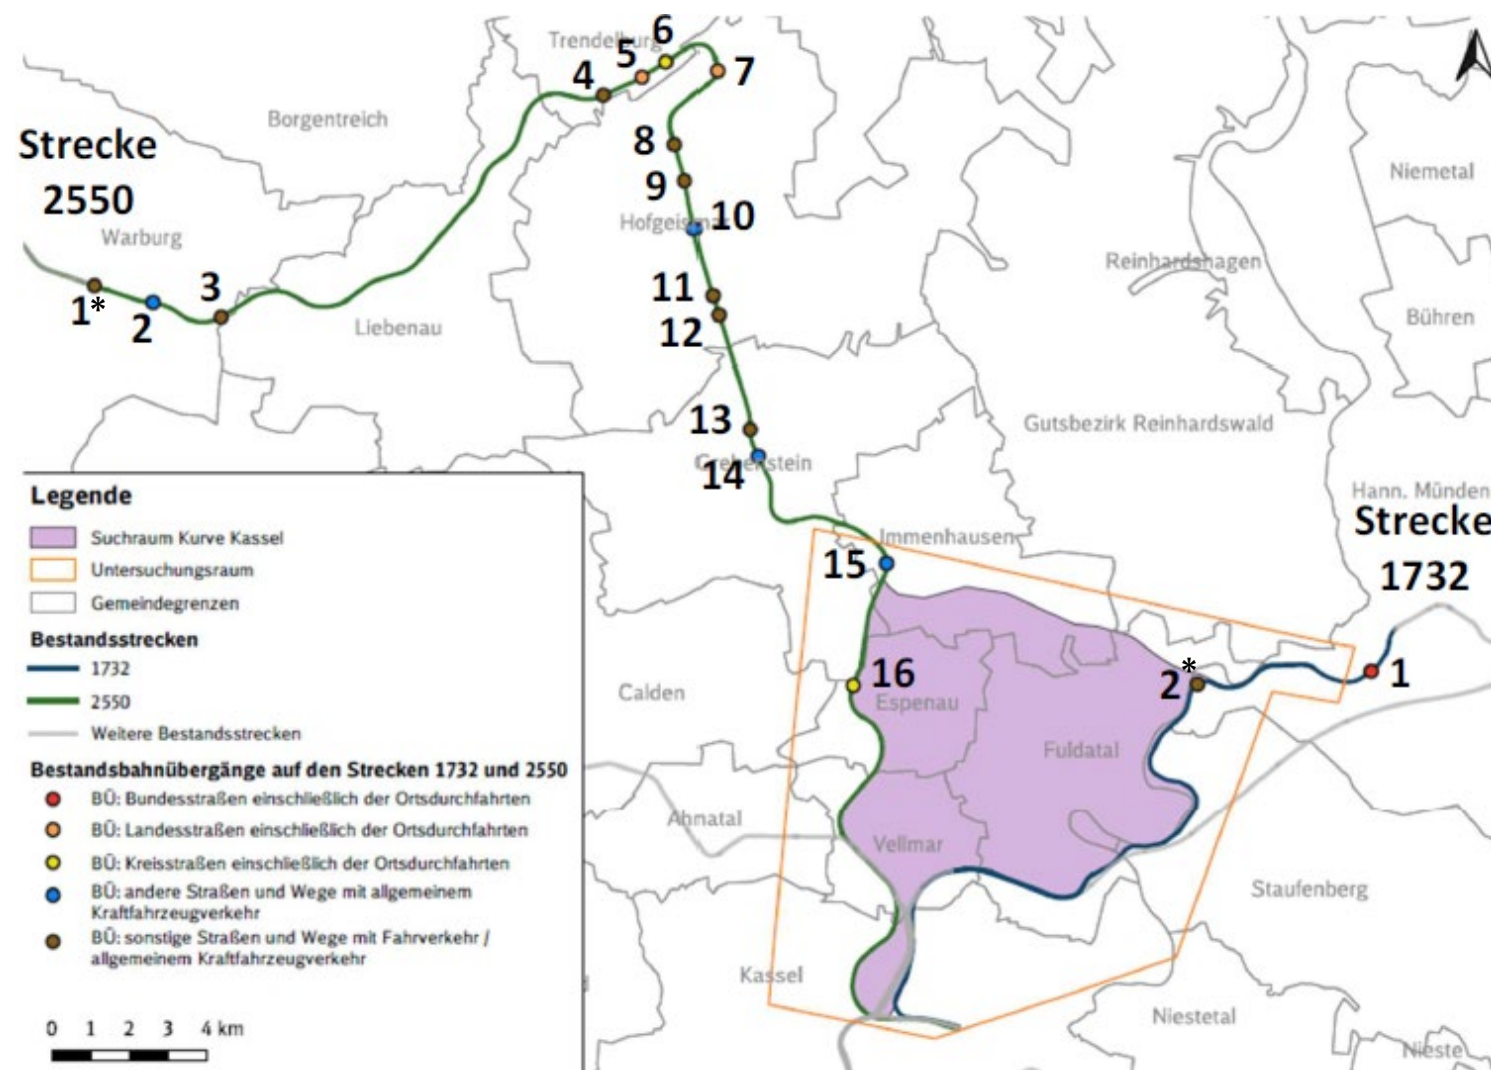 Trendelburg
6
5
4
7
Borgentreich
Strecke
2550
8
Niemetal
9
Hofgeismar
10
Warburg
Reinhardshagen
3
11
1*
2
12
Liebenau
Bühren
13
Gutsbezirk Reinhardswald
Grebenstein
14
Hann. Münden
Strecke
1732
Immenhausen
15
16
2*
1
Calden
Espenau
Fuldatal
Ahnatal
Vellmar
Staufenberg
Kassel
Niestetal
Nieste
Legende
Suchraum Kurve Kassel
Untersuchungsraum
Gemeindegrenzen
Bestandsstrecken
1732
2550
Weitere Bestandsstrecken
Bestandsbahnübergänge auf den Strecken 1732 und 2550
BÜ: Bundesstraßen einschließlich der Ortsdurchfahrten
BÜ: Landesstraßen einschließlich der Ortsdurchfahrten
BÜ: Kreisstraßen einschließlich der Ortsdurchfahrten
BÜ: andere Straßen und Wege mit allgemeinem
Kraftfahrzeugverkehr
BÜ: sonstige Straßen und Wege mit Fahrverkehr /
allgemeinem Kraftfahrzeugverkehr
0 1 2 3 4 km